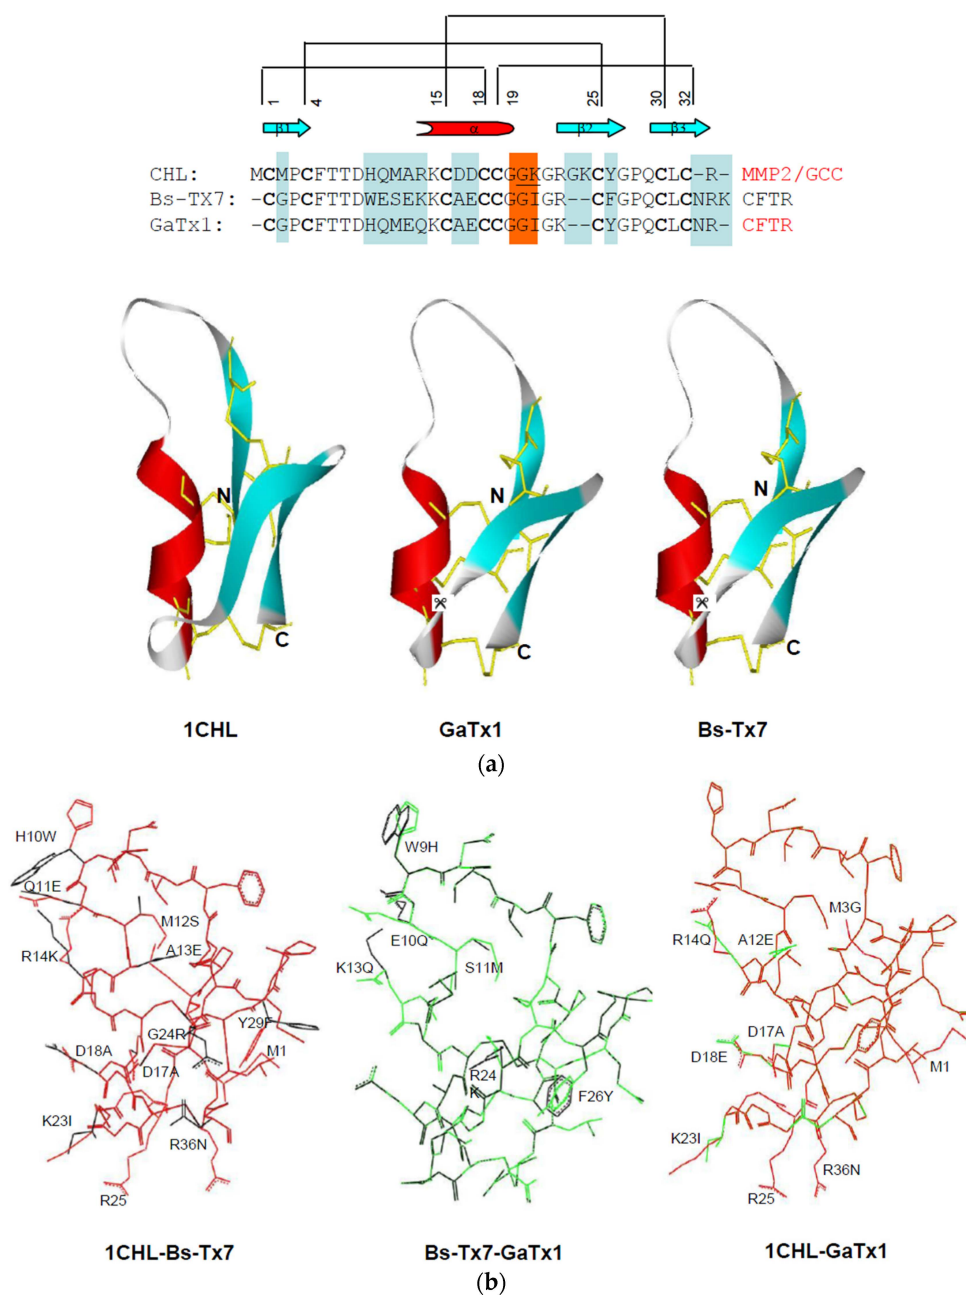 1 4 15 18 19 25 30 32
β1 α β2 β3
CHL: MCMPCFTTDHQMARKCDDCCGGKGRGKCYGPQCLC-R- MMP2/GCC
Bs-TX7: -CGPCFTTDWESEKKCAECCGGIGR--CFGPQCLCNRK CFTR
GaTx1: -CGPCFTTDHQMEQKCAECCGGIGK--CYGPQCLCNR- CFTR
N N N
C C C
1CHL GaTx1 Bs-Tx7
(a)
H10W
Q11E
M12S
A13E
R14K
G24R
Y29F
D18A
D17A
M1
K23I
R36N
R25
W9H
E10Q
S11M
K13Q
R24
K
F26Y
M3G
R14Q
A12E
D17A
D18E
M1
K23I
R36N
R25
1CHL-Bs-Tx7 Bs-Tx7-GaTx1 1CHL-GaTx1
(b)